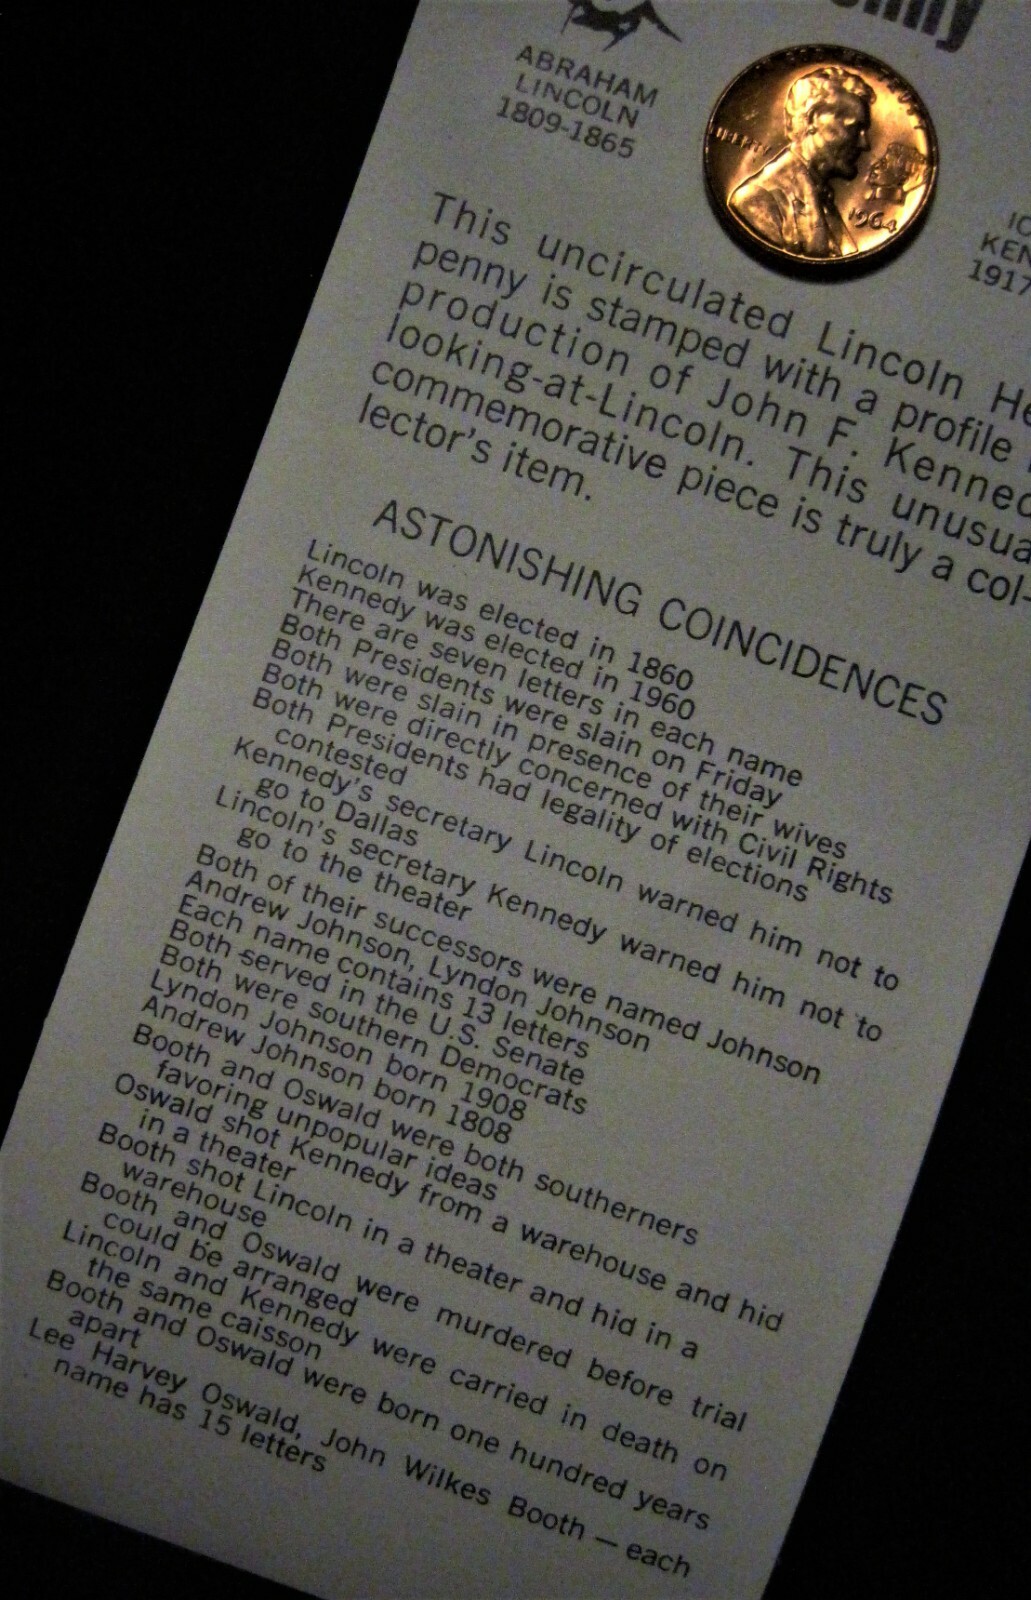 ABRAHAM
LINCOLN
1809-1865
LIBERTY
1964
KEN
1917
This uncirculated Lincoln
penny is stamped with a profile
production of John F.
looking-at-Lincoln. This
commemorative piece is truly a col-
lector's item.
ASTONISHING COINCIDENCES
Lincoln was elected in 1860
Kennedy was elected in 1960
There are seven letters in each name
Both Presidents were slain on Friday
Both were slain in presence of their wives
Both were directly concerned with Civil Rights
Both Presidents had legality of elections
contested
Kennedy's secretary Lincoln warned him not to
go to Dallas
Lincoln's secretary Kennedy warned him not to
go to the theater
Both of their successors were named Johnson
Andrew Johnson, Lyndon Johnson
Each name contains 13 letters
Both served in the U.S. Senate
Both were southern Democrats
Lyndon Johnson born 1908
Andrew Johnson born 1808
Booth and Oswald were both southerners
favoring unpopular ideas
Oswald shot Kennedy from a warehouse and hid
in a theater
Booth shot Lincoln in a theater and hid in a
warehouse
Booth and Oswald were murdered before trial
could be arranged
Lincoln and Kennedy were carried in death on
the same caisson
Booth and Oswald were born one hundred years
apart
Lee Harvey Oswald, John Wilkes Booth — each
name has 15 letters